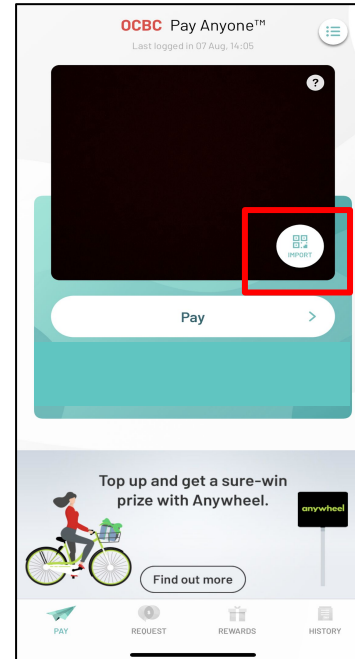 OCBC Pay Anyone™
Last logged in 07 Aug, 14:05
?
IMPORT
Pay
Top up and get a sure-win
prize with Anywheel.
anywheel
Find out more
PAY
REQUEST
REWARDS
HISTORY